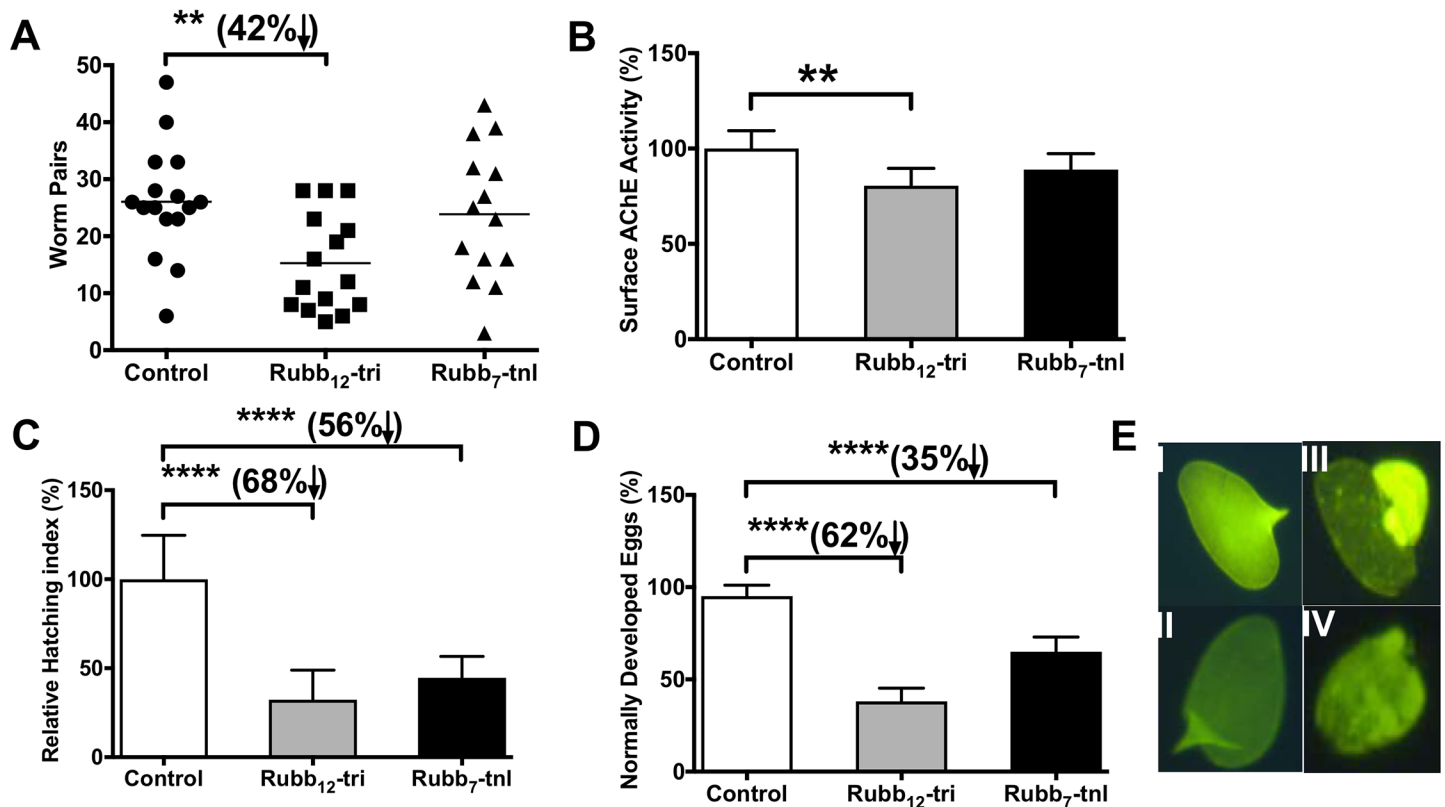 A
** (42%↓)
Worm Pairs
50
40
30
20
10
0
Control
Rubb₁₂-tri
Rubb₇-tnl
B
Surface AChE Activity (%)
150
100
50
0
**
Control
Rubb₁₂-tri
Rubb₇-tnl
C
**** (56%↓)
**** (68%↓)
Relative Hatching index (%)
150
100
50
0
Control
Rubb₁₂-tri
Rubb₇-tnl
D
****(35%↓)
****(62%↓)
Normally Developed Eggs (%)
150
100
50
0
Control
Rubb₁₂-tri
Rubb₇-tnl
E
I
III
II
IV